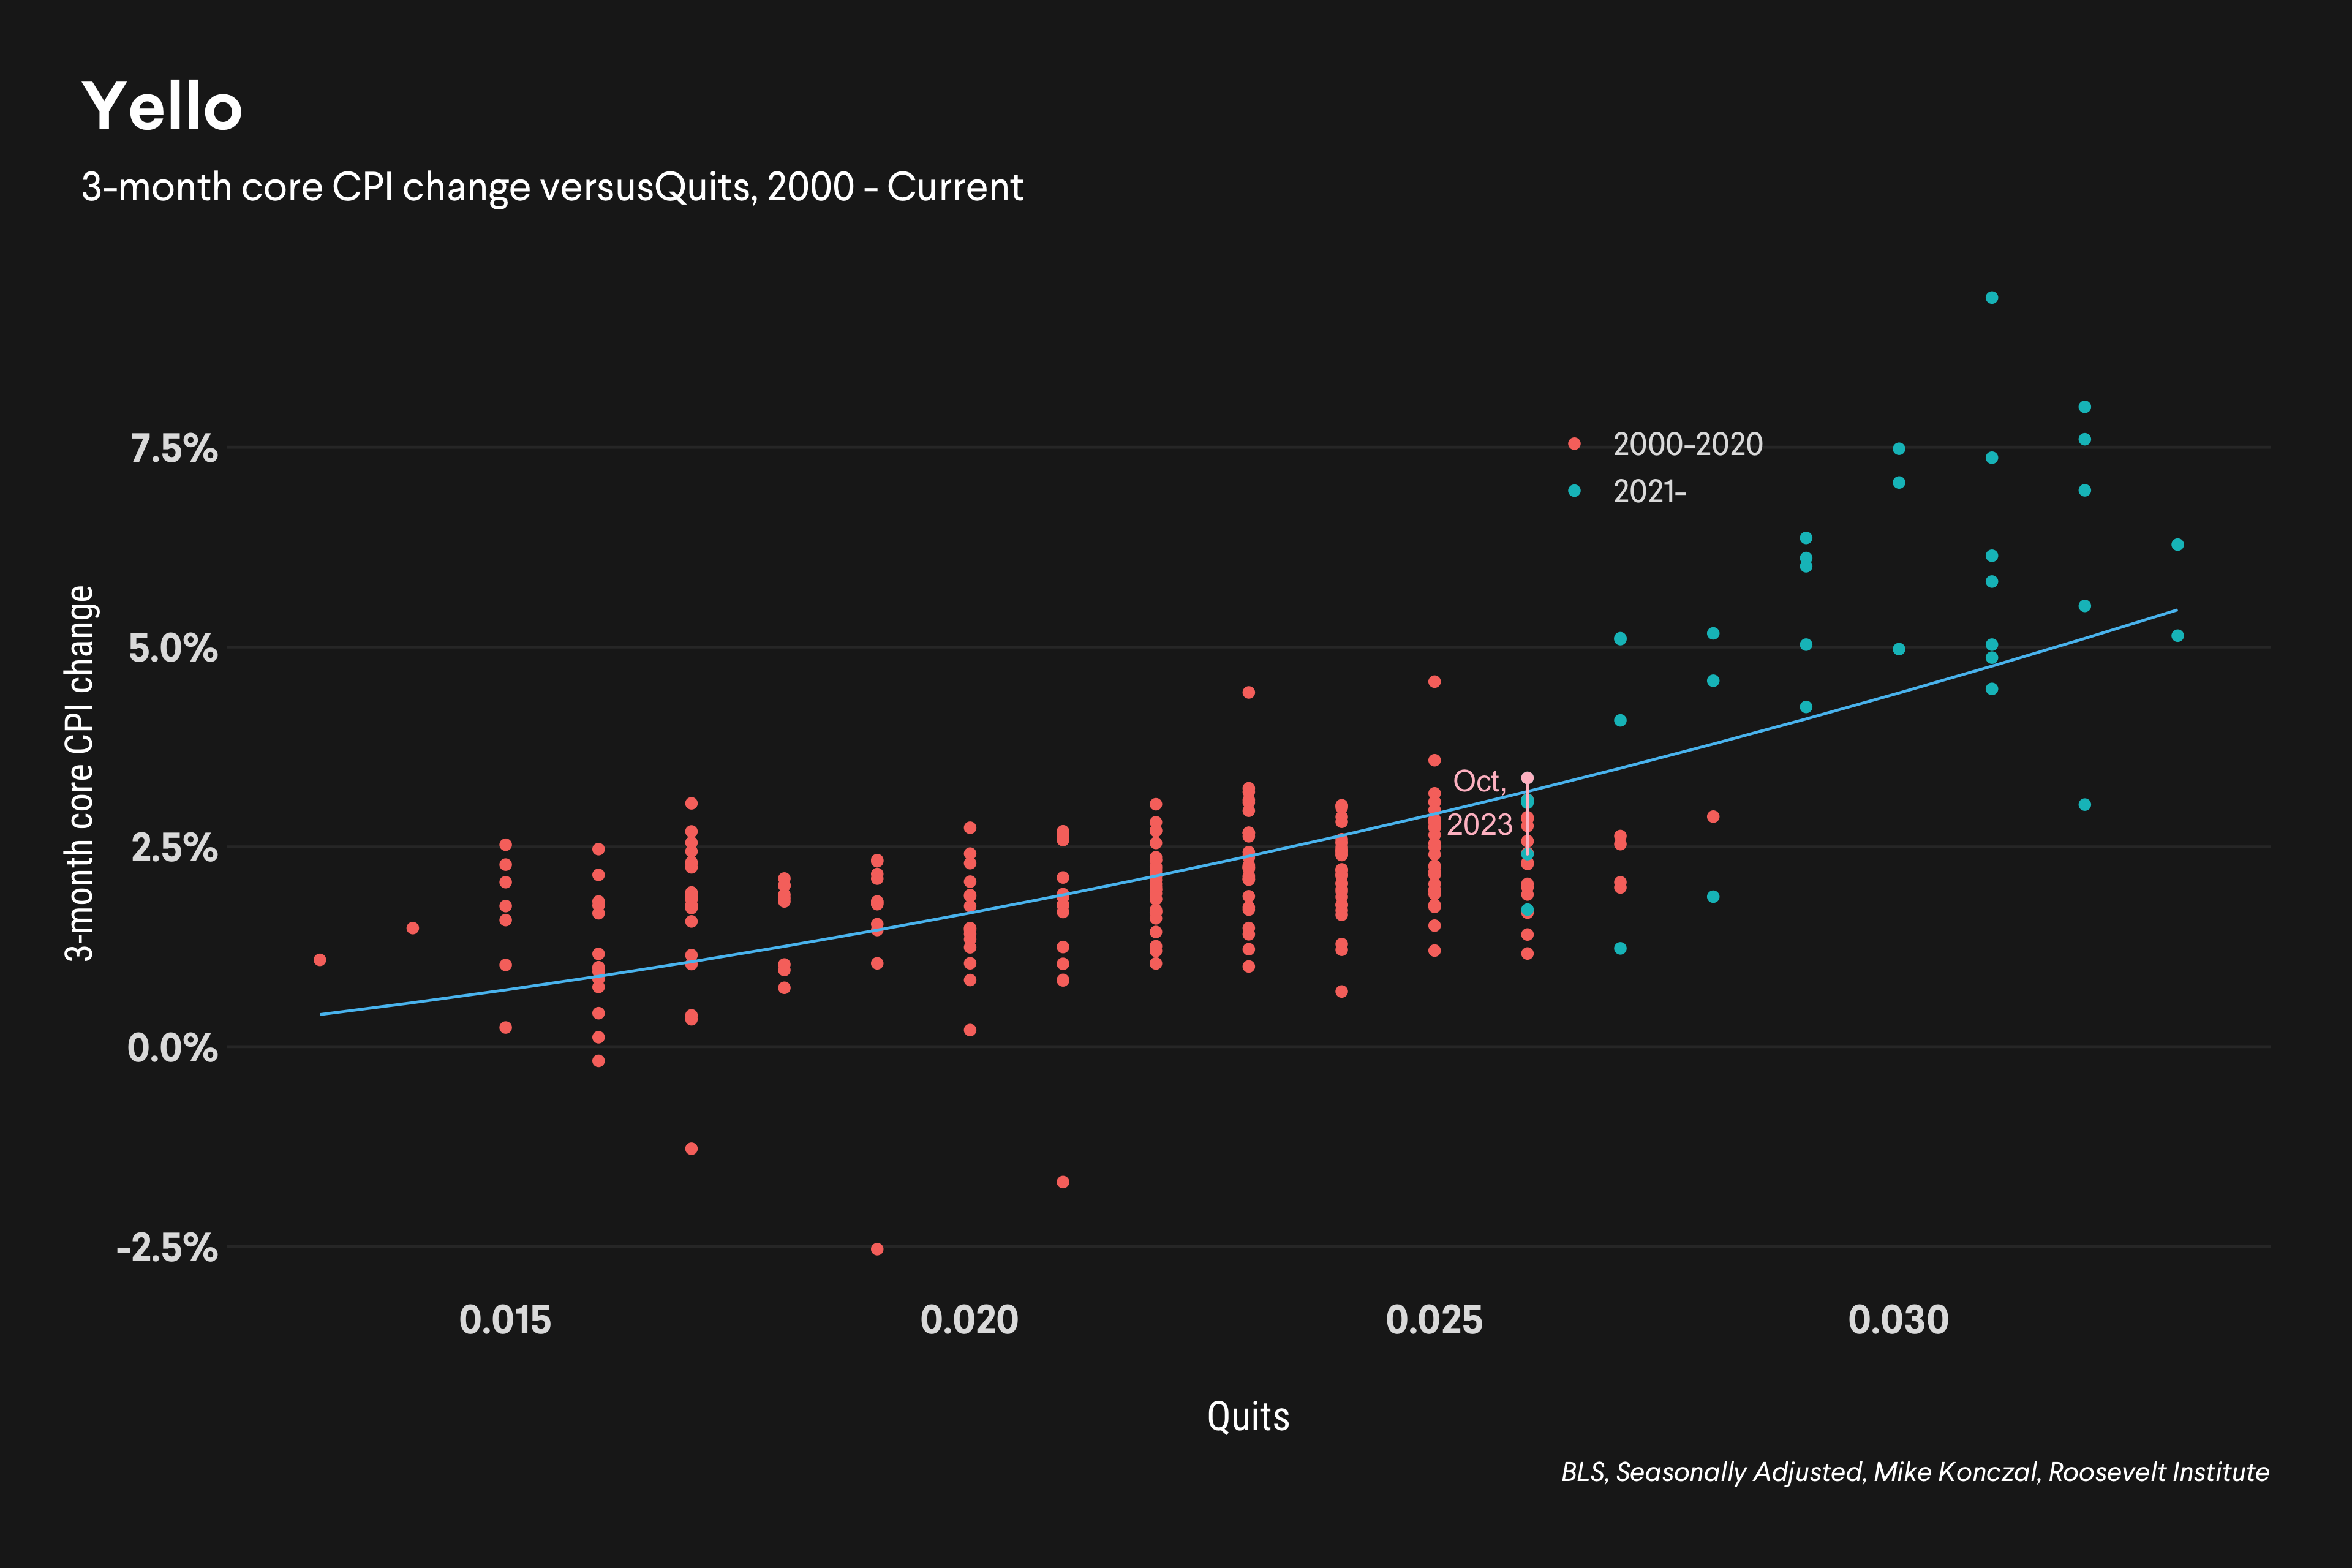 Yello
3-month core CPI change versusQuits, 2000 - Current
7.5%
5.0%
2.5%
0.0%
-2.5%
3-month core CPI change
2000-2020
2021-
Oct,
2023
0.015
0.020
0.025
0.030
Quits
BLS, Seasonally Adjusted, Mike Konczal, Roosevelt Institute